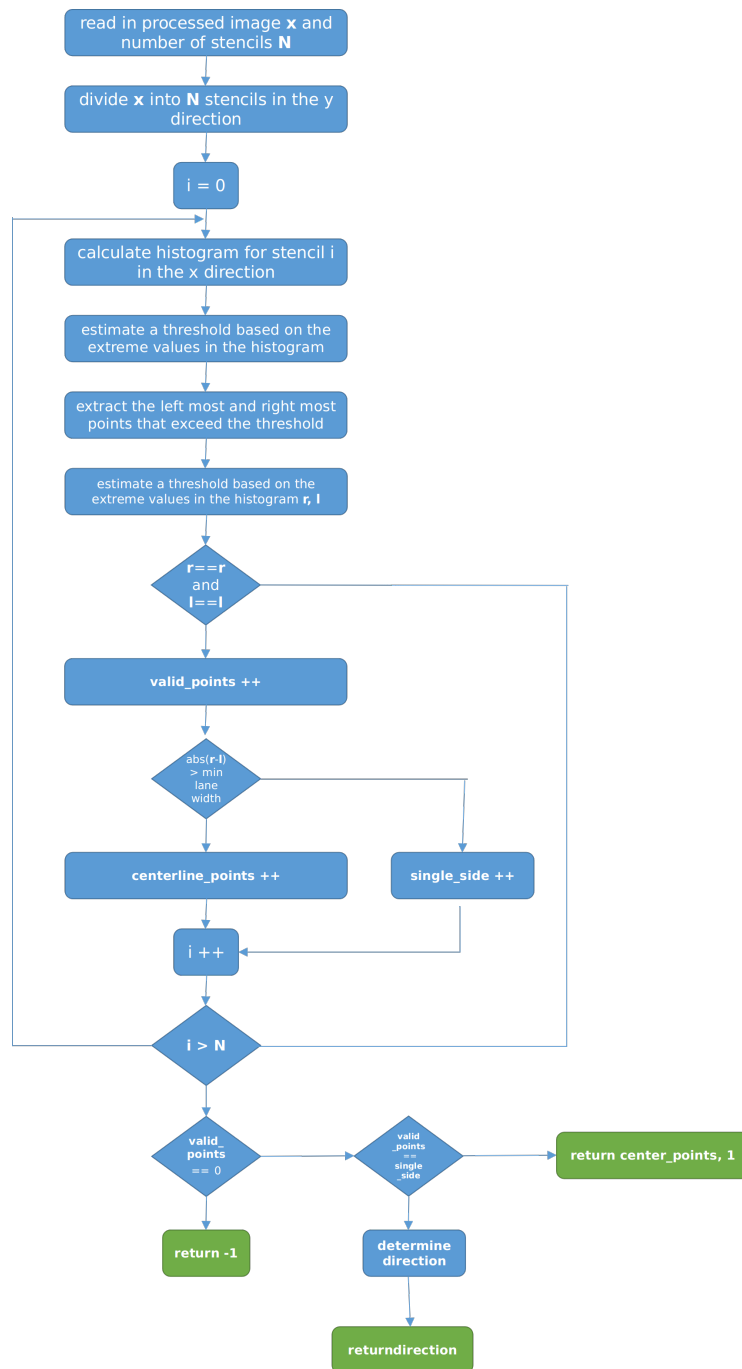 read in processed image x and
number of stencils N
divide x into N stencils in the y
direction
i = 0
calculate histogram for stencil i
in the x direction
estimate a threshold based on the
extreme values in the histogram
extract the left most and right most
points that exceed the threshold
estimate a threshold based on the
extreme values in the histogram r, l
r==r
and
l==l
valid_points ++
abs(r-l)
> min
lane
width
centerline_points ++
single_side ++
i ++
i > N
valid_
points
== 0
valid
_points
==
single
_side
return center_points, 1
return -1
determine
direction
returndirection